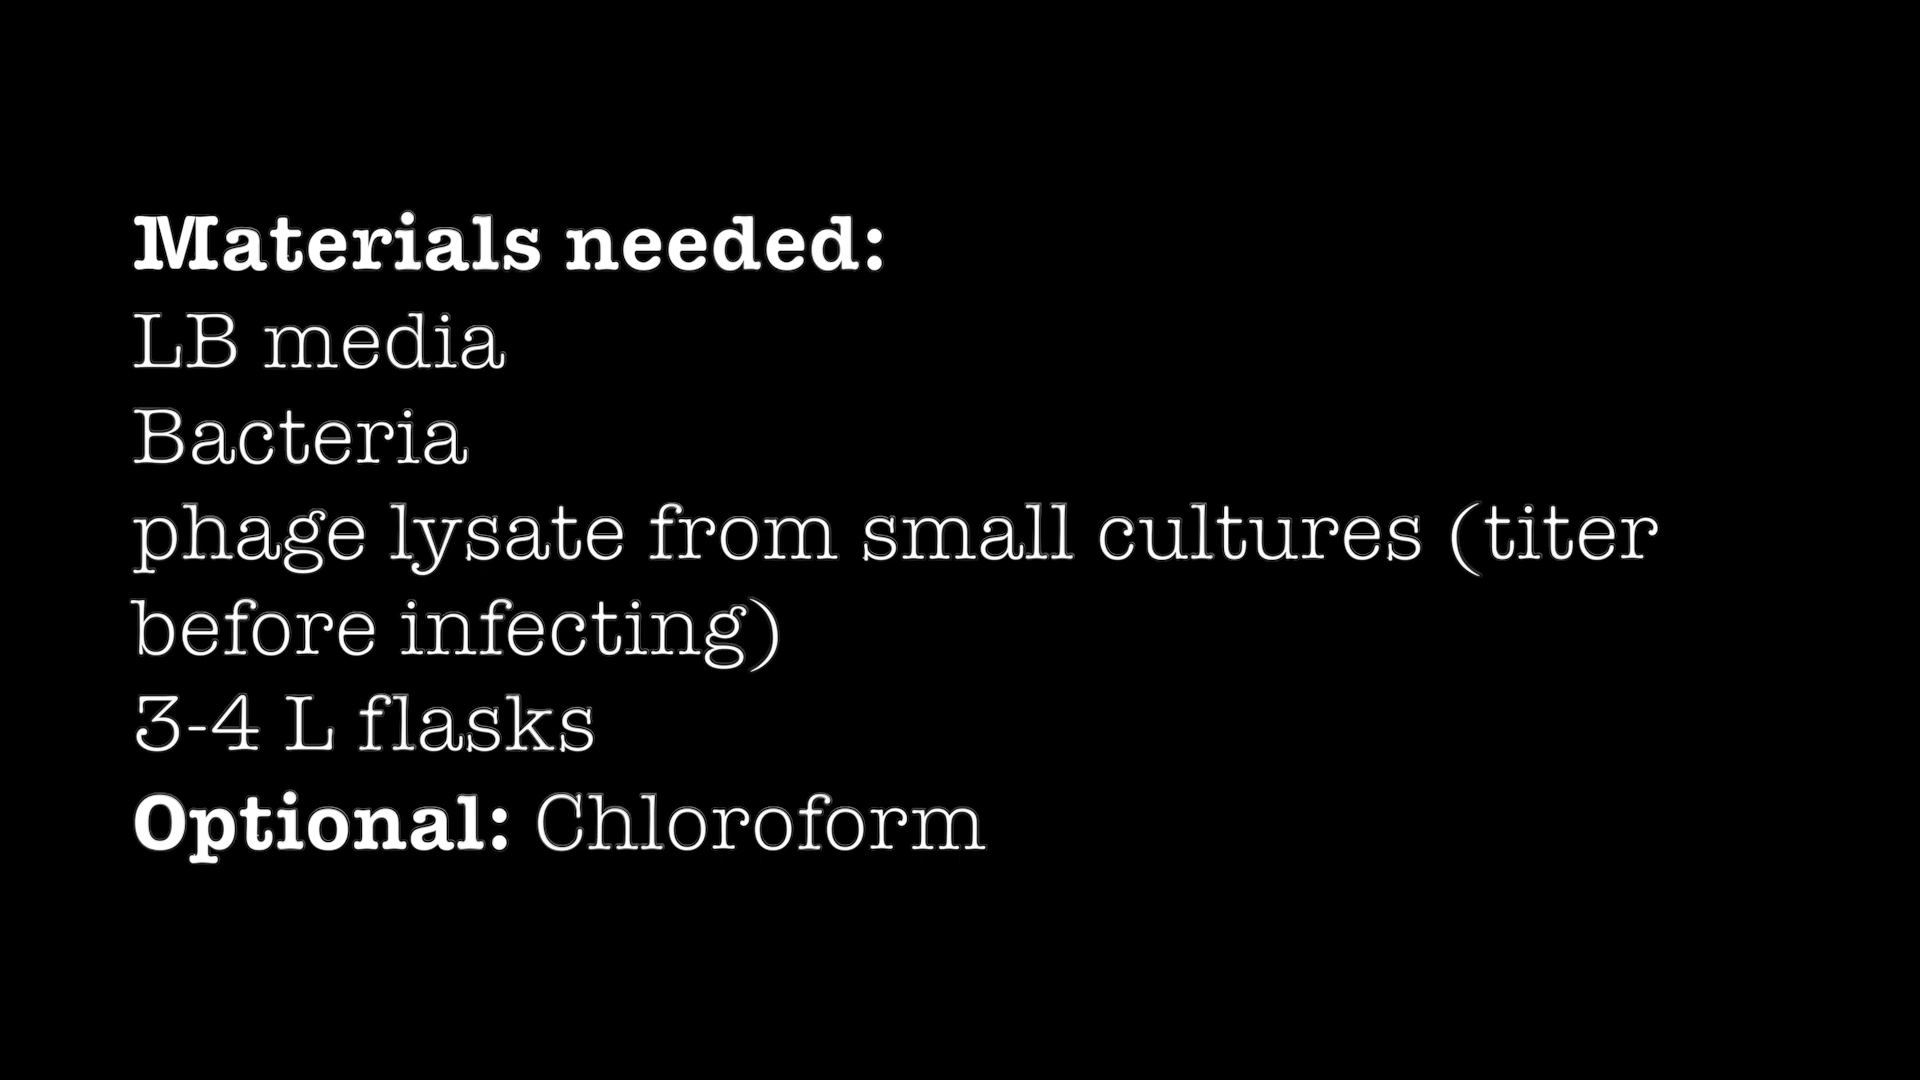 Materials needed:
LB media
Bacteria
phage lysate from small cultures (titer
before infecting)
3-4 L flasks
Optional: Chloroform